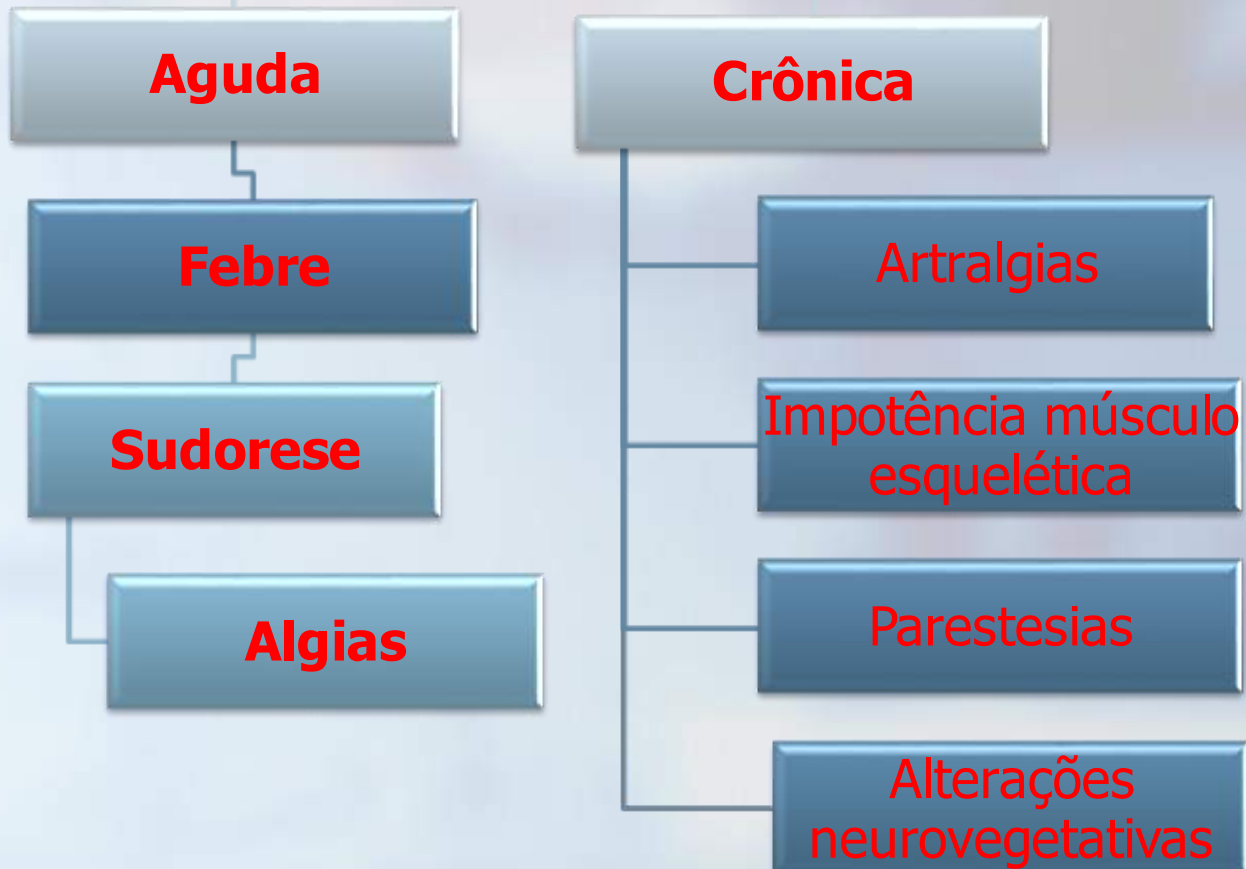 Aguda
Febre
Sudorese
Algias
Crônica
Artralgias
Impotência músculo
esquelética
Parestesias
Alterações
neurovegetativas